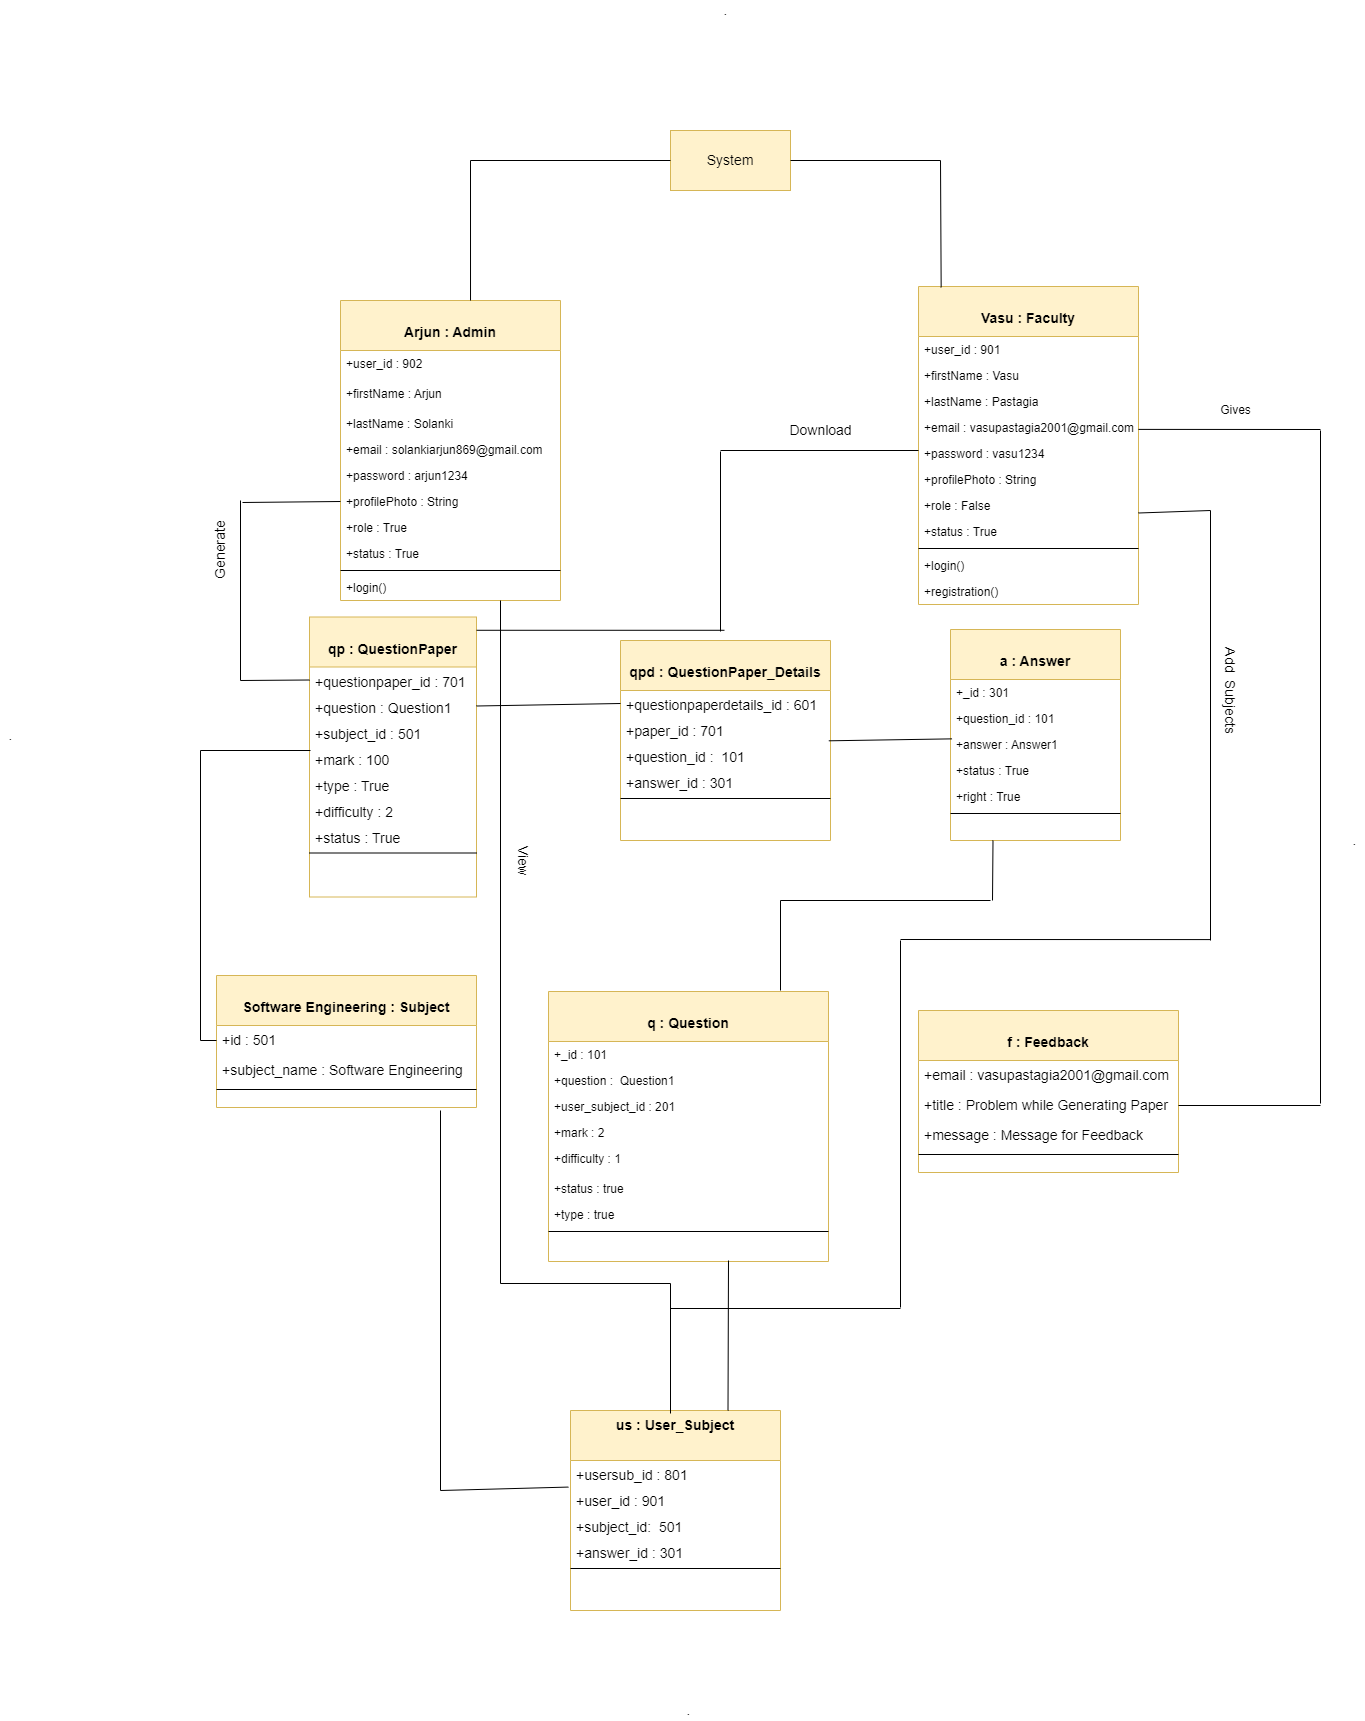 System
Arjun : Admin
+user_id : 902
+firstName : Arjun
+lastName : Solanki
+email : solankiarjun869@gmail.com
+password : arjun1234
+profilePhoto : String
+role : True
+status : True
+login()
Vasu : Faculty
+user_id : 901
+firstName : Vasu
+lastName : Pastagia
+email : vasupastagia2001@gmail.com
+password : vasu1234
+profilePhoto : String
+role : False
+status : True
+login()
+registration()
Gives
Download
Generate
Add Subjects
View
qp : QuestionPaper
+questionpaper_id : 701
+question : Question1
+subject_id : 501
+mark : 100
+type : True
+difficulty : 2
+status : True
qpd : QuestionPaper_Details
+questionpaperdetails_id : 601
+paper_id : 701
+question_id :  101
+answer_id : 301
a : Answer
+_id : 301
+question_id : 101
+answer : Answer1
+status : True
+right : True
Software Engineering : Subject
+id : 501
+subject_name : Software Engineering
q : Question
+_id : 101
+question :  Question1
+user_subject_id : 201
+mark : 2
+difficulty : 1
+status : true
+type : true
f : Feedback
+email : vasupastagia2001@gmail.com
+title : Problem while Generating Paper
+message : Message for Feedback
us : User_Subject
+usersub_id : 801
+user_id : 901
+subject_id:  501
+answer_id : 301